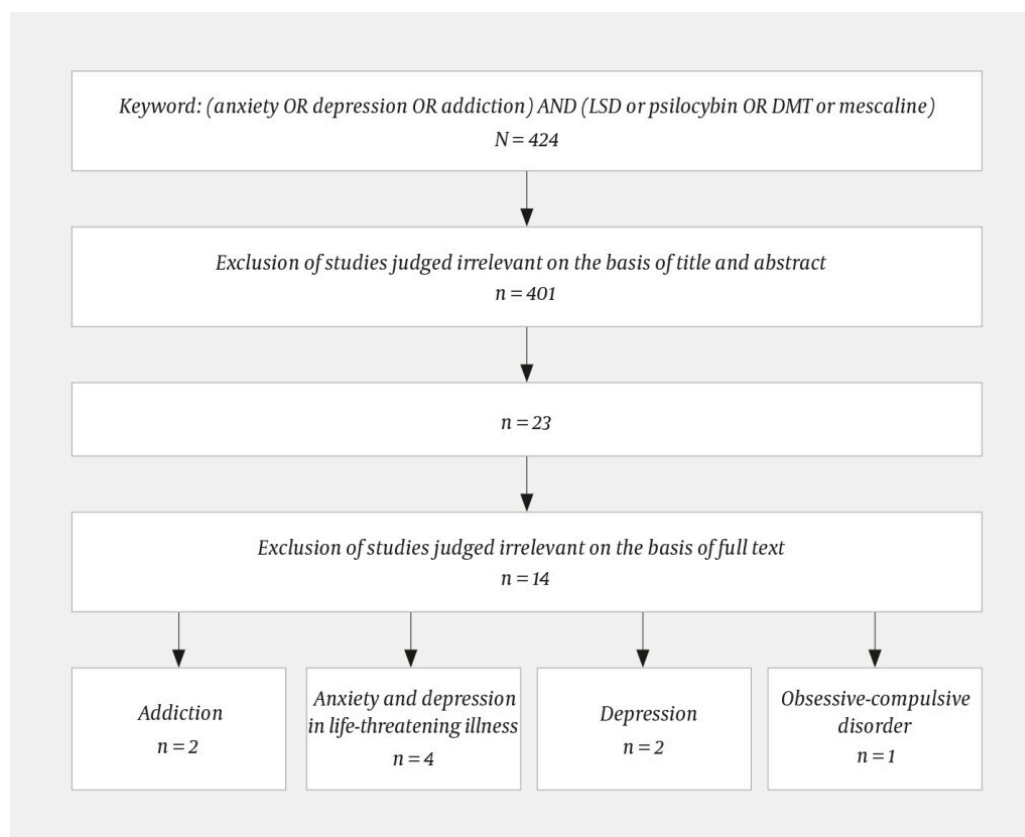 Keyword: (anxiety OR depression OR addiction) AND (LSD or psilocybin OR DMT or mescaline)
N = 424
Exclusion of studies judged irrelevant on the basis of title and abstract
n = 401
n = 23
Exclusion of studies judged irrelevant on the basis of full text
n = 14
Addiction
n = 2
Anxiety and depression
in life-threatening illness
n = 4
Depression
n = 2
Obsessive-compulsive
disorder
n = 1